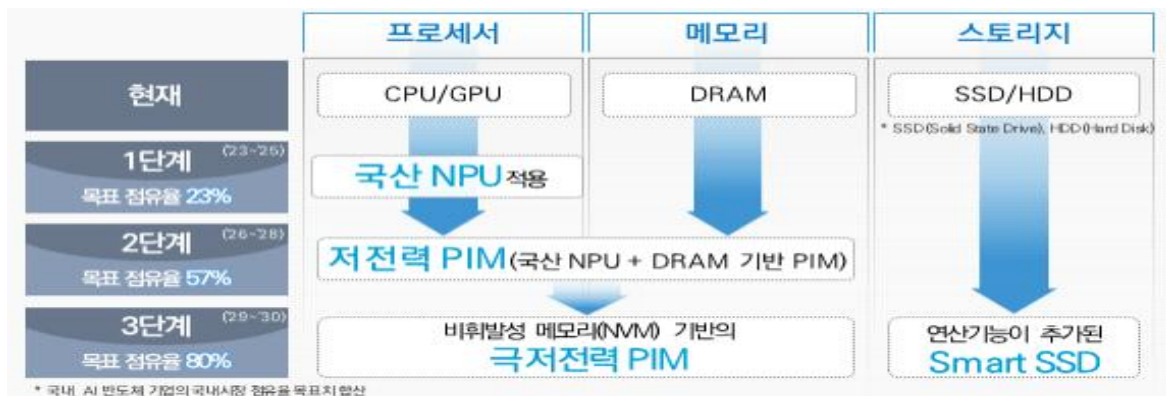 프로세서 메모리 스토리지
현재 CPU/GPU DRAM SSD/HDD
* SSD(Solid State Drive), HDD(Hard Disk)
1단계 ('23~'25)
목표 점유율 23%
국산 NPU 적용
2단계 ('26~'28)
목표 점유율 57%
저전력 PIM(국산 NPU + DRAM 기반 PIM)
3단계 ('29~'30)
목표 점유율 80%
비휘발성 메모리(NVM) 기반의
극저전력 PIM
연산기능이 추가된
Smart SSD
* 국내 AI 반도체 기업의 국내시장 점유율 목표치 합산